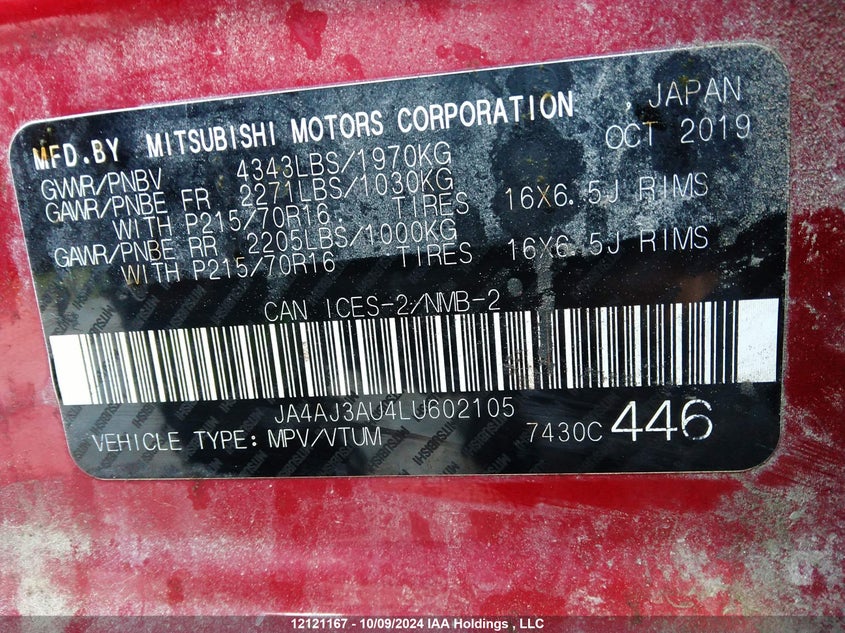 MFD.BY MITSUBISHI MOTORS CORPORATION , JAPAN
GVWR/PNBV 4343LBS/1970KG OCT 2019
GAWR/PNBE FR 2271LBS/1030KG
WITH P215/70R16. TIRES 16X6.5J RIMS
GAWR/PNBE RR 2205LBS/1000KG
WITH P215/70R16 TIRES 16X6.5J RIMS
CAN ICES-2/NMB-2
JA4AJ3AU4LU602105
VEHICLE TYPE: MPV/VTUM 7430C 446
12121167 - 10/09/2024 IAA Holdings , LLC